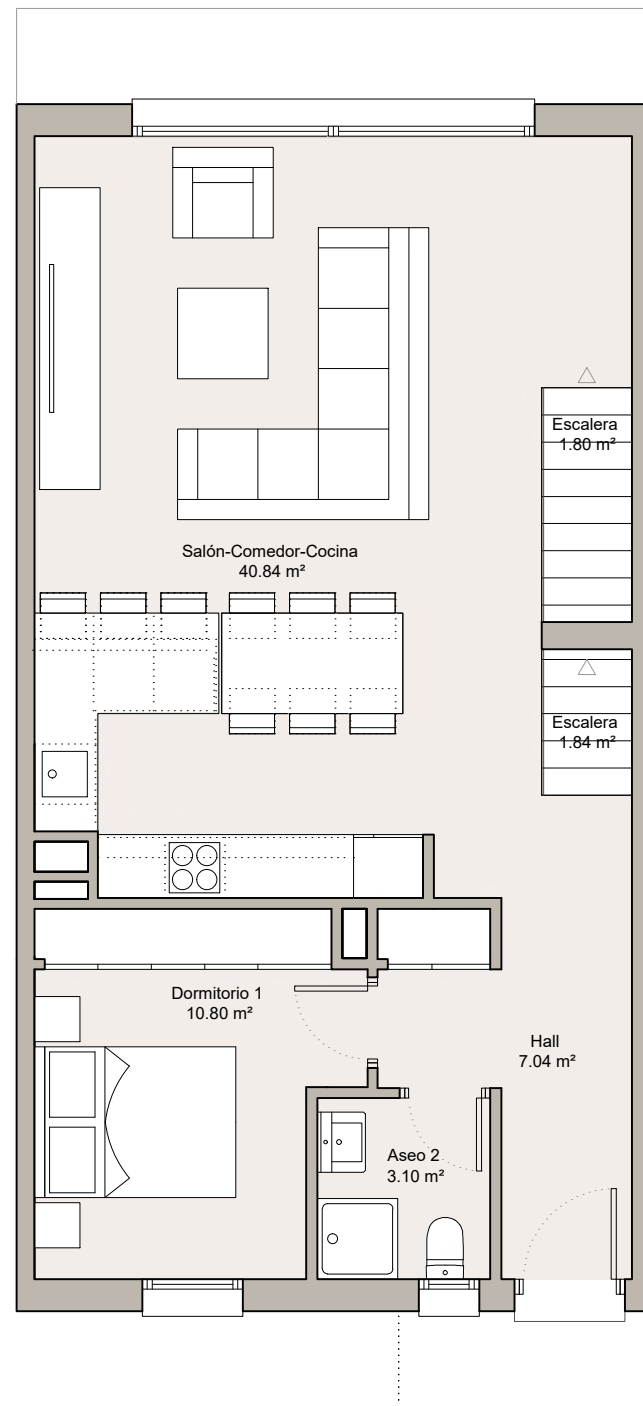 Escalera
1.80 m²
Salón-Comedor-Cocina
40.84 m²
Escalera
1.84 m²
Dormitorio 1
10.80 m²
Hall
7.04 m²
Aseo 2
3.10 m²